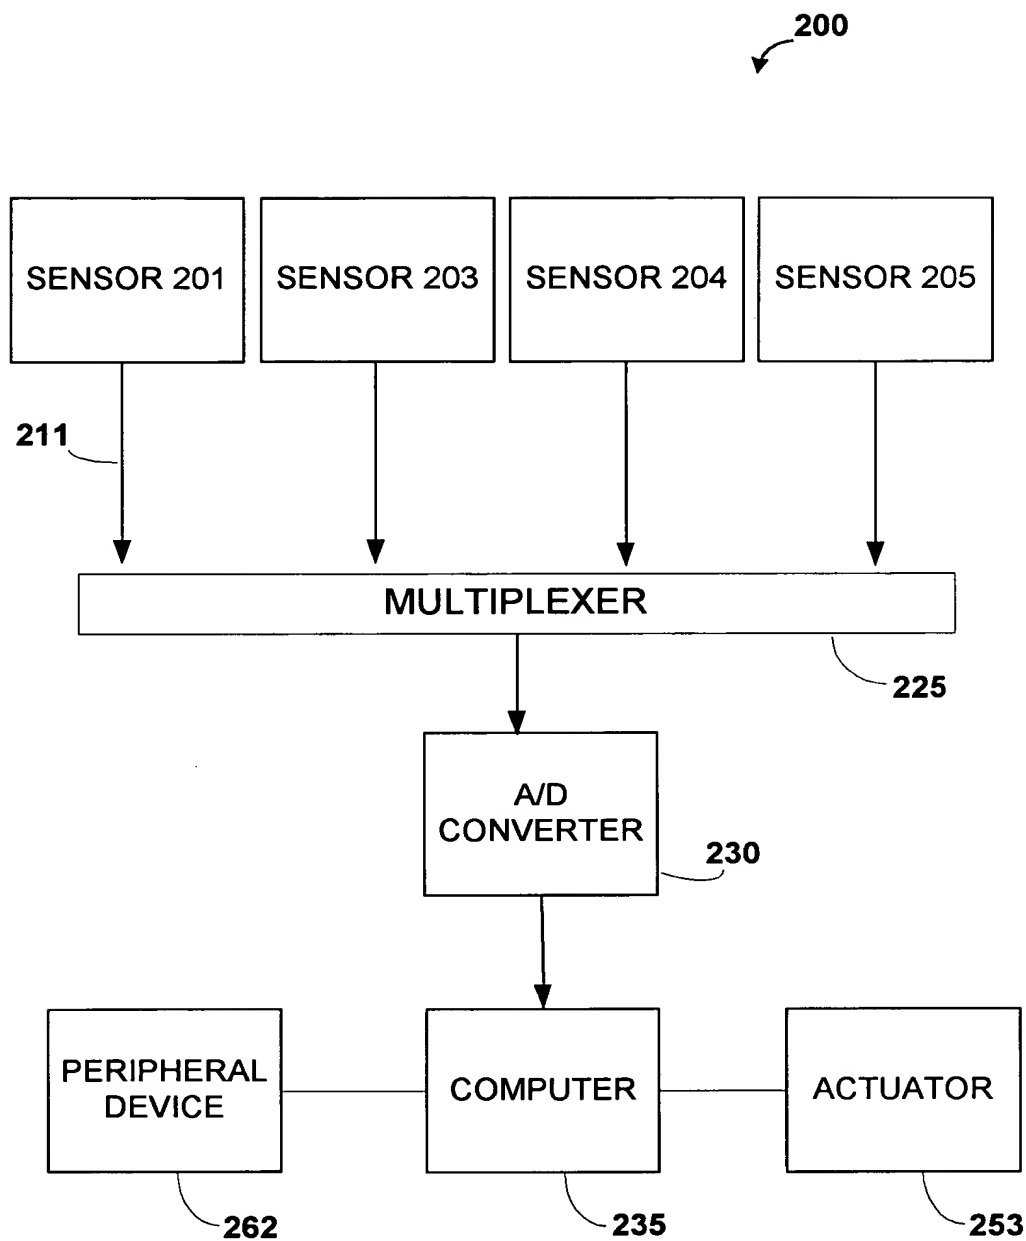 200
SENSOR 201
SENSOR 203
SENSOR 204
SENSOR 205
211
MULTIPLEXER
225
A/D
CONVERTER
230
PERIPHERAL
DEVICE
COMPUTER
ACTUATOR
262
235
253